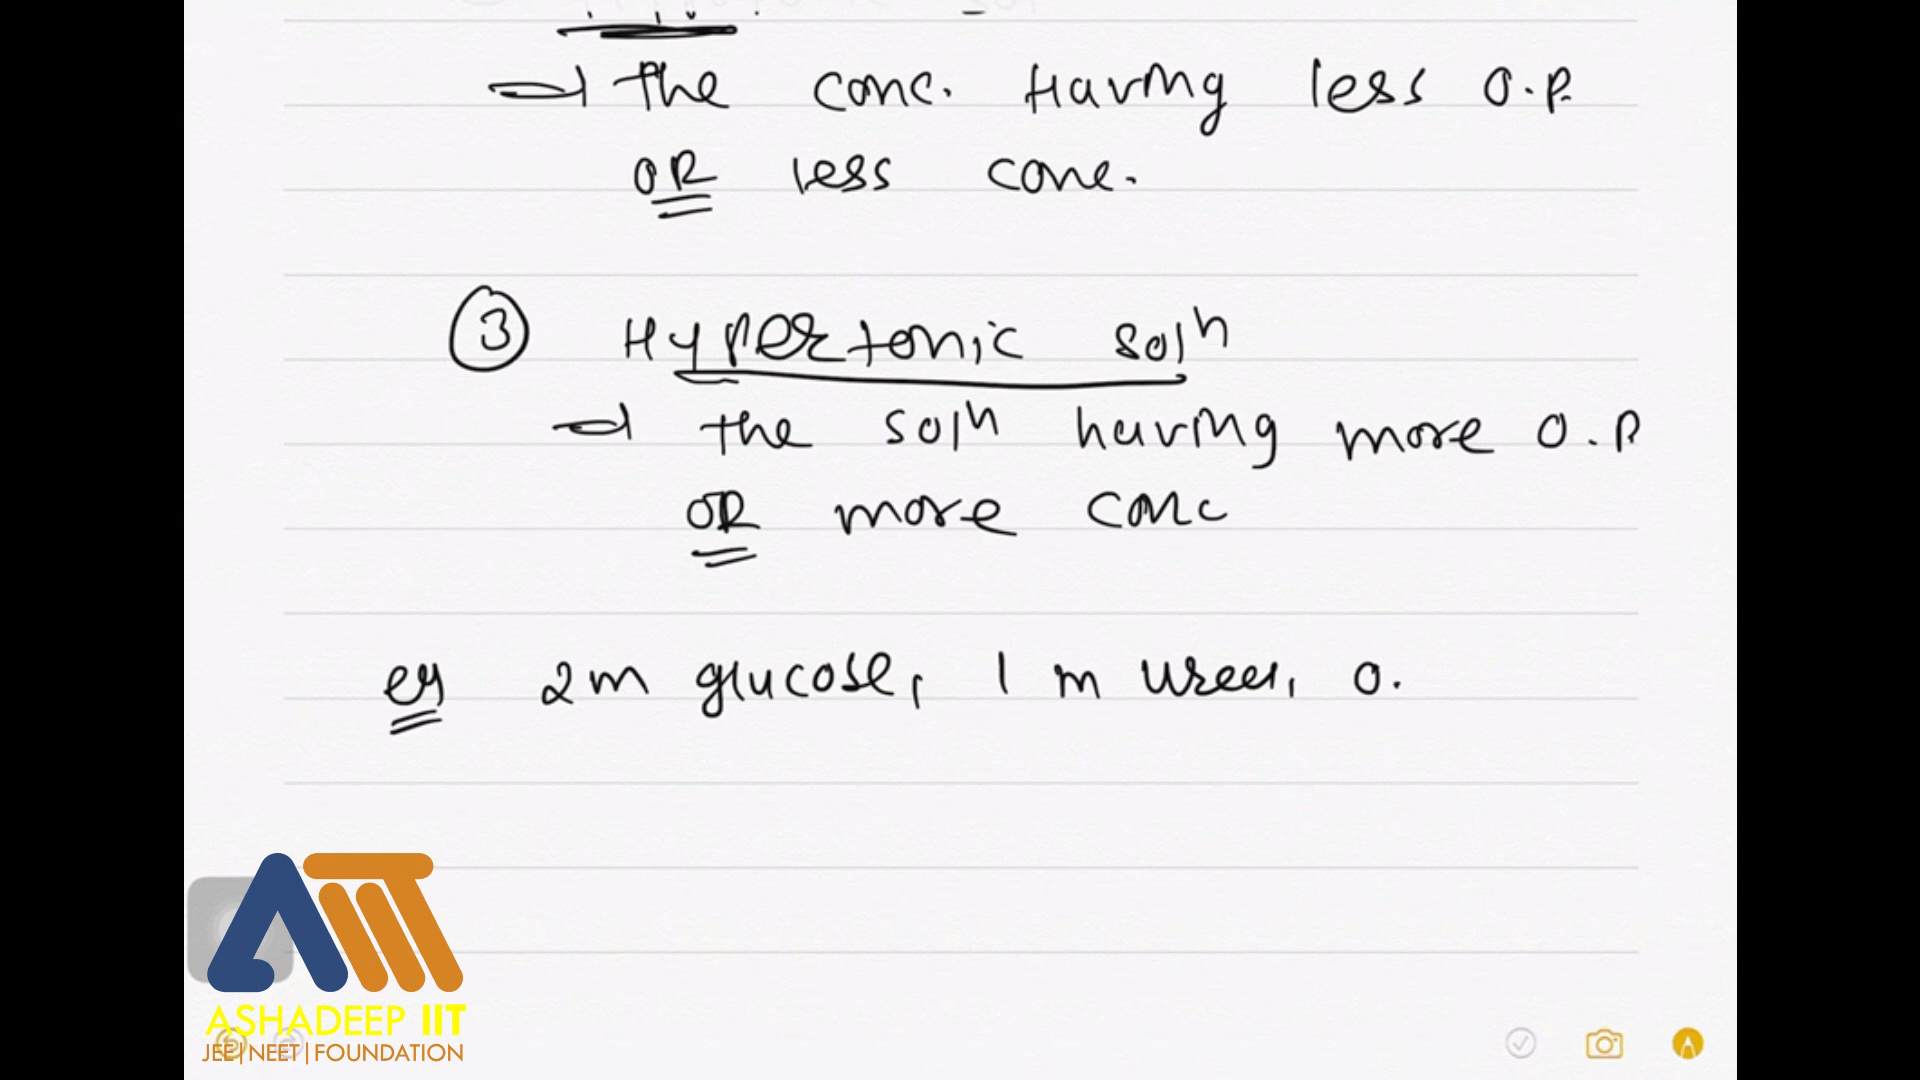 → The conc. Having less O.P.
OR less conc.
③ Hypertonic solⁿ
→ the solⁿ having more O.P
OR more conc
eg 2m glucose, 1 m urea, 0.
ASHADEEP IIT
JEE|NEET|FOUNDATION